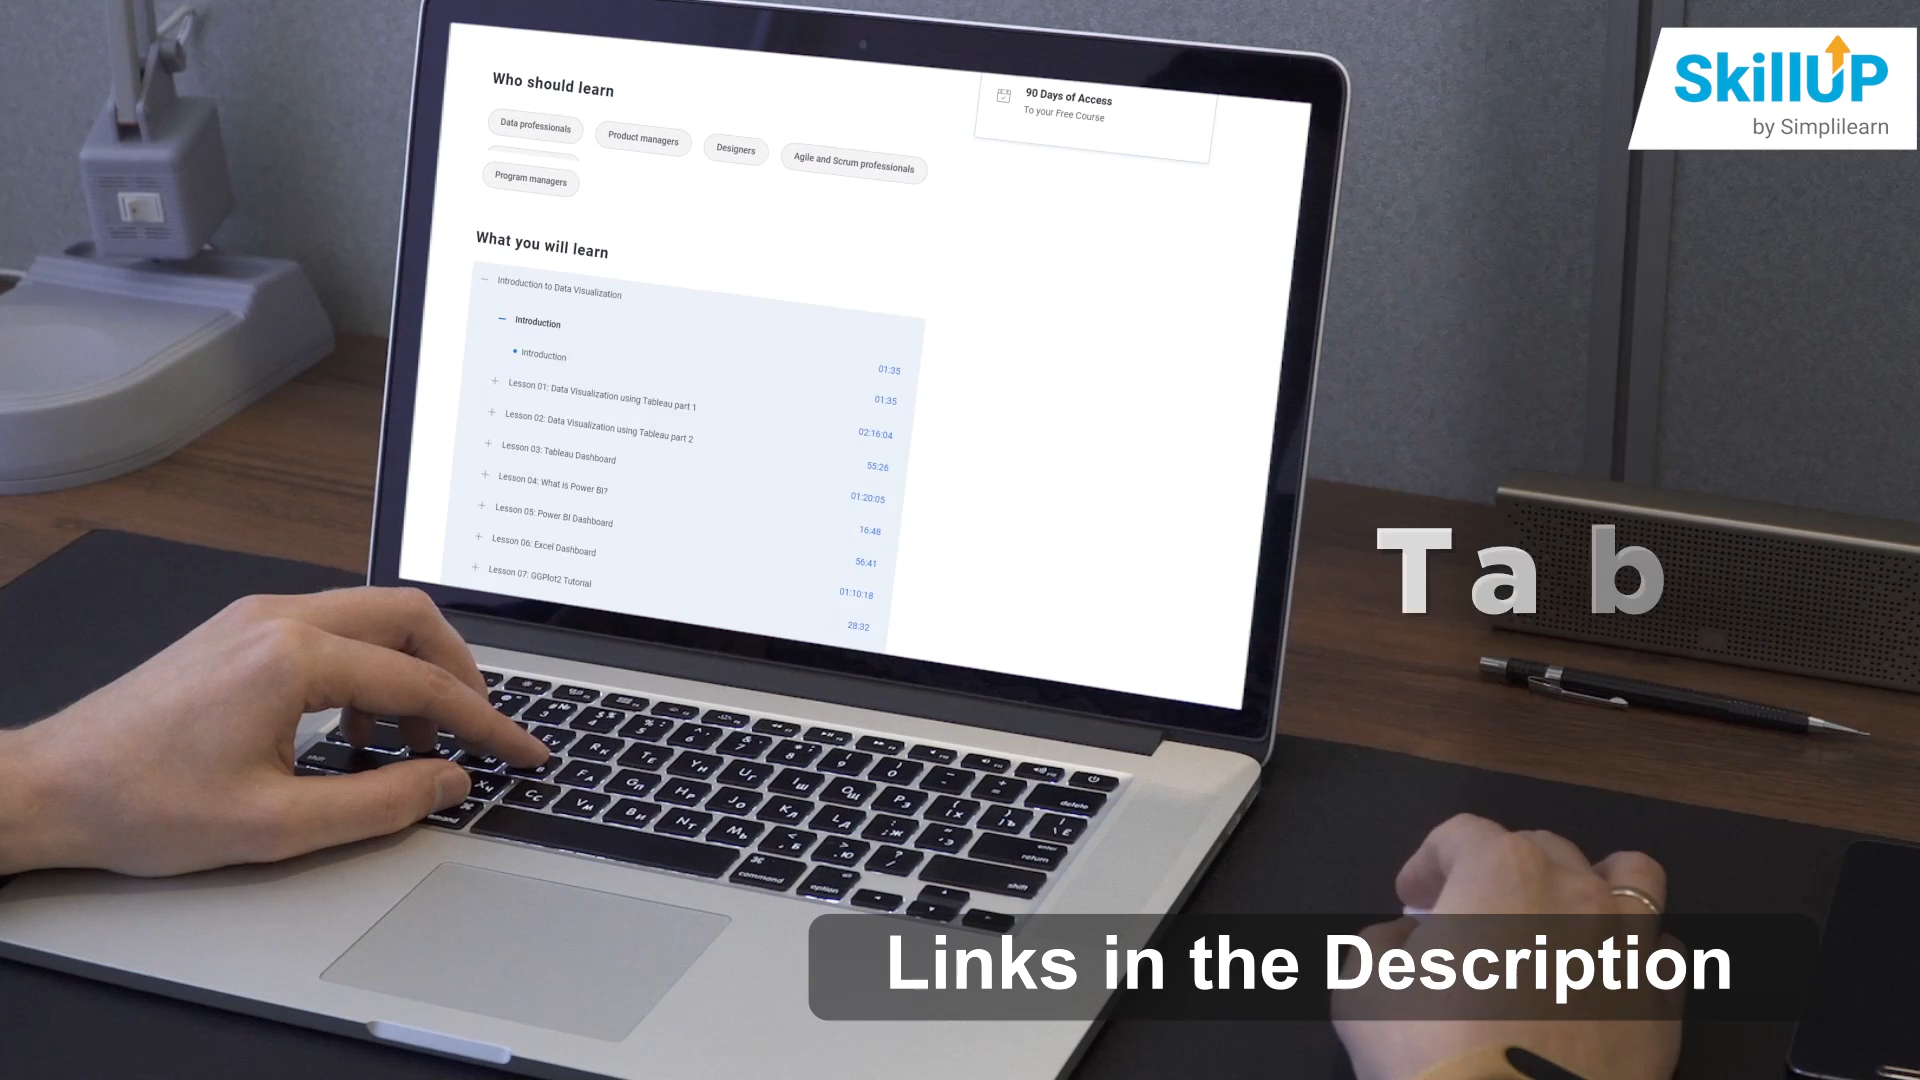 SkillUP
by Simplilearn
Who should learn
Data professionals
Product managers
Designers
Agile and Scrum professionals
Program managers
90 Days of Access
To your Free Course
What you will learn
Introduction to Data Visualization
Introduction
01:35
Introduction
01:35
Lesson 01: Data Visualization using Tableau part 1
02:16:04
Lesson 02: Data Visualization using Tableau part 2
55:26
Lesson 03: Tableau Dashboard
01:20:05
Lesson 04: What is Power BI?
16:48
Lesson 05: Power BI Dashboard
56:41
Lesson 06: Excel Dashboard
01:10:18
Lesson 07: GGPlot2 Tutorial
28:32
Tab
delete
return
shift
command
option
Links in the Description